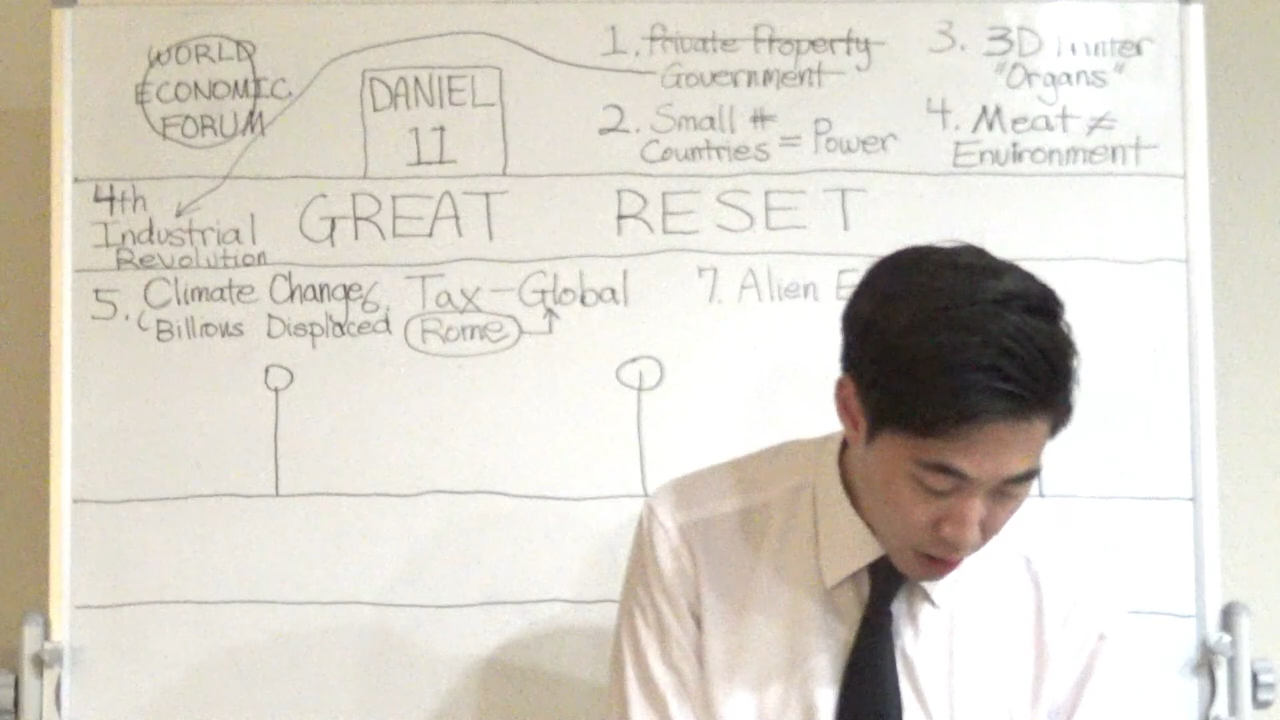 WORLD
ECONOMIC
FORUM
DANIEL
11
1. Private Property
Government
2. Small #
Countries = Power
3. 3D
"Organs"
4. Meat ≠
Environment
4th
Industrial
Revolution
GREAT RESET
5. Climate Change
Billions Displaced
6. Tax-Global
Rome
7. Alien E